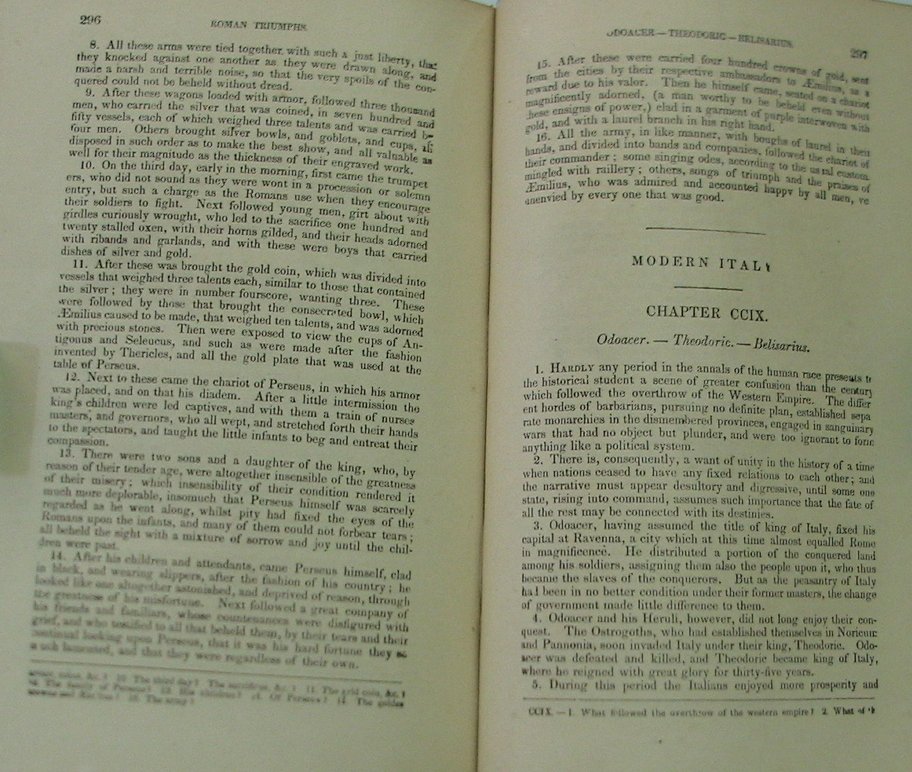 296
ROMAN TRIUMPHS.
8. All these arms were tied together with such a just liberty, that
they knocked against one another as they were drawn along, and
made a harsh and terrible noise, so that the very spoils of the con-
quered could not be beheld without dread.
9. After these wagons loaded with armor, followed three thousand
men, who carried the silver that was coined, in seven hundred and
fifty vessels, each of which weighed three talents and was carried b
four men. Others brought silver bowls, and goblets, and cups, all
disposed in such order as to make the best show, and all valuable as
well for their magnitude as the thickness of their engraved work.
10. On the third day, early in the morning, first came the trumpet
ers, who did not sound as they were wont in a procession or solemn
entry, but such a charge as the Romans use when they encourage
their soldiers to fight. Next followed young men, girt about with
girdles curiously wrought, who led to the sacrifice one hundred and
twenty stalled oxen, with their horns gilded, and their heads adorned
with ribands and garlands, and with these were boys that carried
dishes of silver and gold.
11. After these was brought the gold coin, which was divided into
vessels that weighed three talents each, similar to those that contained
the silver; they were in number fourscore, wanting three. These
were followed by those that brought the consecrated bowl, which
Æmilius caused to be made, that weighed ten talents, and was adorned
with precious stones. Then were exposed to view the cups of An-
tigonus and Seleucus, and such as were made after the fashion
invented by Thericles, and all the gold plate that was used at the
table of Perseus.
12. Next to these came the chariot of Perseus, in which his armor
was placed, and on that his diadem. After a little intermission the
king's children were led captives, and with them a train of nurses
masters, and governors, who all wept, and stretched forth their hands
to the spectators, and taught the little infants to beg and entreat their
compassion.
13. There were two sons and a daughter of the king, who, by
reason of their tender age, were altogether insensible of the greatness
of their misery; which insensibility of their condition rendered it
much more deplorable, insomuch that Perseus himself was scarcely
regarded as he went along, whilst pity had fixed the eyes of the
Romans upon the infants, and many of them could not forbear tears;
all beheld the sight with a mixture of sorrow and joy until the chil-
dren were past.
14. After his children and attendants, came Perseus himself, clad
in black, and wearing slippers, after the fashion of his country; he
looked like one altogether astonished, and deprived of reason, through
the greatness of his misfortune. Next followed a great company of
his friends and familiars, whose countenances were disfigured with
grief, and who testified to all that beheld them, by their tears and their
continual looking upon Perseus, that it was his hard fortune they so
much lamented, and that they were regardless of their own.
10. The third day? The sacrifice, &c.? 11. The gold coin, &c.?
The family of Perseus? 13. His children? 14. Of Perseus? 15. The golden
crowns and 16. The army?
ODOACER — THEODORIC — BELISARIUS.
297
15. After these were carried four hundred crowns of gold, sent
from the cities by their respective ambassadors to Æmilius, as a
reward due to his valor. Then he himself came, seated on a chariot
magnificently adorned, (a man worthy to be beheld even without
these ensigns of power,) clad in a garment of purple interwoven with
gold, and with a laurel branch in his right hand.
16. All the army, in like manner, with boughs of laurel in their
hands, and divided into bands and companies, followed the chariot of
their commander; some singing odes, according to the usual custom
mingled with raillery; others, songs of triumph and the praises of
Æmilius, who was admired and accounted happy by all men, ye
unenvied by every one that was good.
MODERN ITALY
CHAPTER CCIX.
Odoacer. — Theodoric. — Belisarius.
1. HARDLY any period in the annals of the human race presents t
the historical student a scene of greater confusion than the century
which followed the overthrow of the Western Empire. The differ
ent hordes of barbarians, pursuing no definite plan, established sepa
rate monarchies in the dismembered provinces, engaged in sanguinary
wars that had no object but plunder, and were too ignorant to form
anything like a political system.
2. There is, consequently, a want of unity in the history of a time
when nations ceased to have any fixed relations to each other; and
the narrative must appear desultory and digressive, until some one
state, rising into command, assumes such importance that the fate of
all the rest may be connected with its destinies.
3. Odoacer, having assumed the title of king of Italy, fixed his
capital at Ravenna, a city which at this time almost equalled Rome
in magnificence. He distributed a portion of the conquered land
among his soldiers, assigning them also the people upon it, who thus
became the slaves of the conquerors. But as the peasantry of Italy
had been in no better condition under their former masters, the change
of government made little difference to them.
4. Odoacer and his Heruli, however, did not long enjoy their con-
quest. The Ostrogoths, who had established themselves in Noricum
and Pannonia, soon invaded Italy under their king, Theodoric. Odo-
acer was defeated and killed, and Theodoric became king of Italy,
where he reigned with great glory for thirty-five years.
5. During this period the Italians enjoyed more prosperity and
CCIX. — 1. What followed the overthrow of the western empire? 2. What of